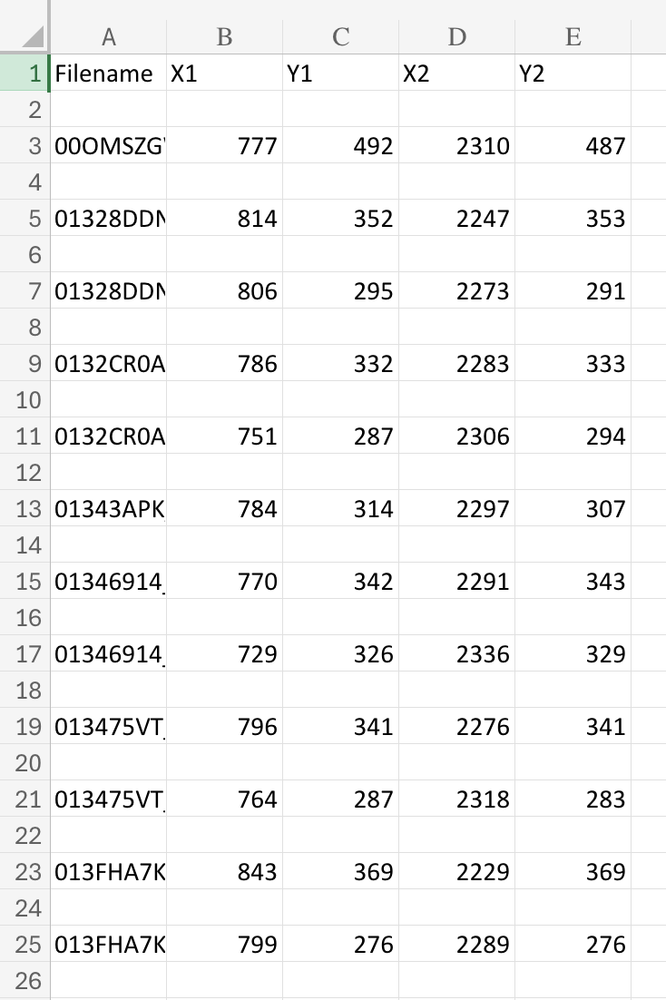 A B C D E
1 Filename X1 Y1 X2 Y2
2
3 00OMSZG 777 492 2310 487
4
5 01328DDN 814 352 2247 353
6
7 01328DDN 806 295 2273 291
8
9 0132CR0A 786 332 2283 333
10
11 0132CR0A 751 287 2306 294
12
13 01343APK 784 314 2297 307
14
15 01346914_ 770 342 2291 343
16
17 01346914_ 729 326 2336 329
18
19 013475VT_ 796 341 2276 341
20
21 013475VT_ 764 287 2318 283
22
23 013FHA7K 843 369 2229 369
24
25 013FHA7K 799 276 2289 276
26